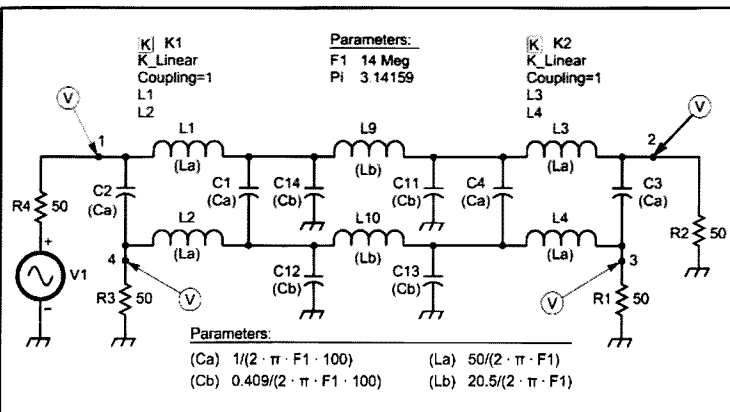 K K1
K_Linear
Coupling=1
L1
L2
Parameters:
F1 14 Meg
Pi 3.14159
K K2
K_Linear
Coupling=1
L3
L4
V
V
1
L1
(La)
L9
(Lb)
L3
(La)
2
R4
50
C2
(Ca)
C1
(Ca)
C14
(Cb)
C11
(Cb)
C4
(Ca)
C3
(Ca)
R2
50
L2
(La)
L10
(Lb)
L4
(La)
4
3
+
V1
−
R3
50
V
C12
(Cb)
C13
(Cb)
V
R1
50
Parameters:
(Ca) 1/(2 · π · F1 · 100) (La) 50/(2 · π · F1)
(Cb) 0.409/(2 · π · F1 · 100) (Lb) 20.5/(2 · π · F1)